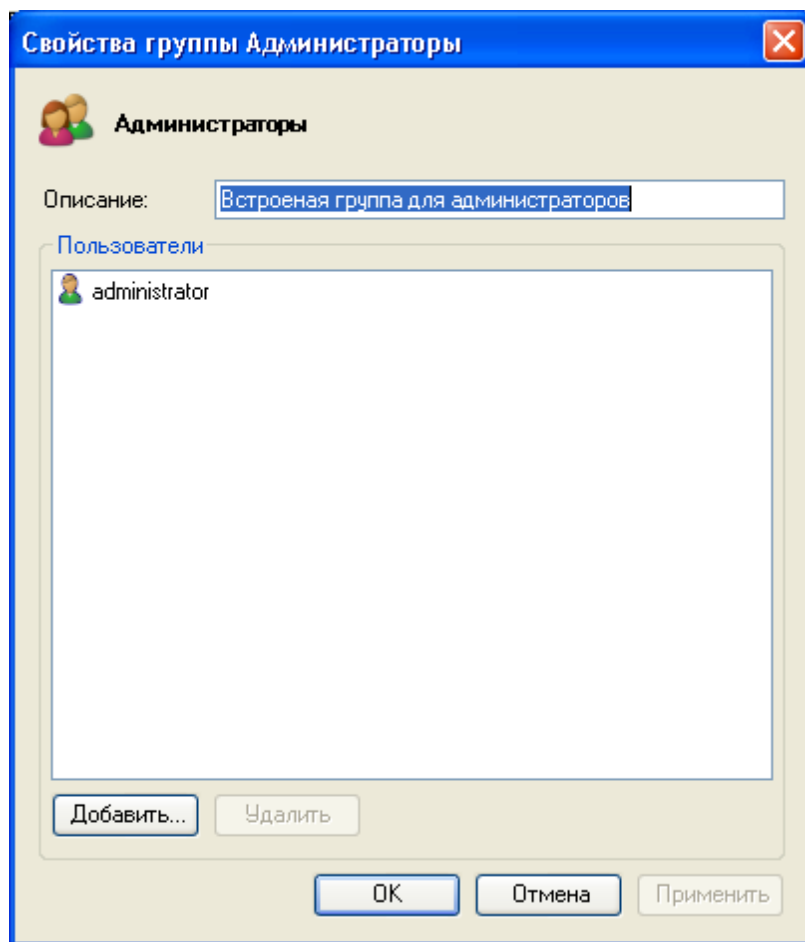 Свойства группы Администраторы
Администраторы
Описание: Встроеная группа для администраторов
Пользователи
administrator
Добавить... Удалить
OK Отмена Применить